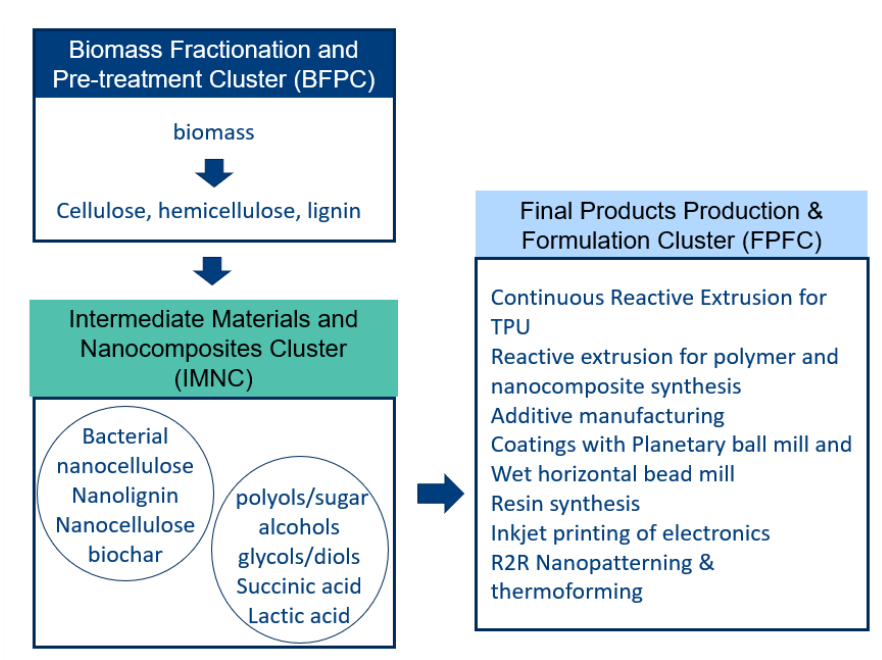 Biomass Fractionation and
Pre-treatment Cluster (BFPC)
biomass
Cellulose, hemicellulose, lignin
Intermediate Materials and
Nanocomposites Cluster
(IMNC)
Bacterial
nanocellulose
Nanolignin
Nanocellulose
biochar
polyols/sugar
alcohols
glycols/diols
Succinic acid
Lactic acid
Final Products Production &
Formulation Cluster (FPFC)
Continuous Reactive Extrusion for
TPU
Reactive extrusion for polymer and
nanocomposite synthesis
Additive manufacturing
Coatings with Planetary ball mill and
Wet horizontal bead mill
Resin synthesis
Inkjet printing of electronics
R2R Nanopatterning &
thermoforming